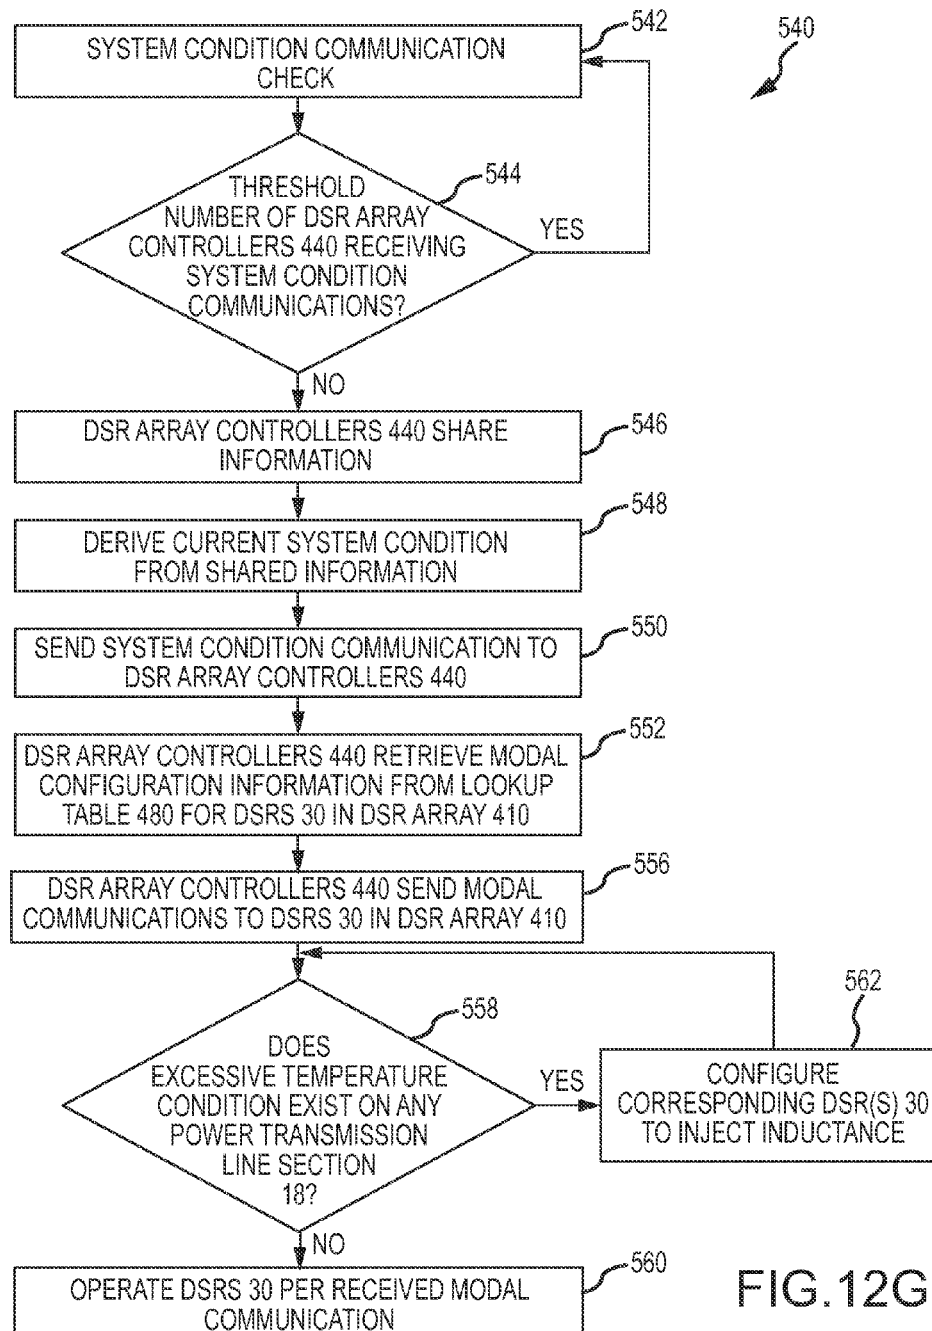 542
540
SYSTEM CONDITION COMMUNICATION
CHECK
544
THRESHOLD
NUMBER OF DSR ARRAY
CONTROLLERS 440 RECEIVING
SYSTEM CONDITION
COMMUNICATIONS?
YES
NO
546
DSR ARRAY CONTROLLERS 440 SHARE
INFORMATION
548
DERIVE CURRENT SYSTEM CONDITION
FROM SHARED INFORMATION
550
SEND SYSTEM CONDITION COMMUNICATION TO
DSR ARRAY CONTROLLERS 440
552
DSR ARRAY CONTROLLERS 440 RETRIEVE MODAL
CONFIGURATION INFORMATION FROM LOOKUP
TABLE 480 FOR DSRS 30 IN DSR ARRAY 410
556
DSR ARRAY CONTROLLERS 440 SEND MODAL
COMMUNICATIONS TO DSRS 30 IN DSR ARRAY 410
558
DOES
EXCESSIVE TEMPERATURE
CONDITION EXIST ON ANY
POWER TRANSMISSION
LINE SECTION
18?
YES
562
CONFIGURE
CORRESPONDING DSR(S) 30
TO INJECT INDUCTANCE
NO
560
OPERATE DSRS 30 PER RECEIVED MODAL
COMMUNICATION
FIG.12G